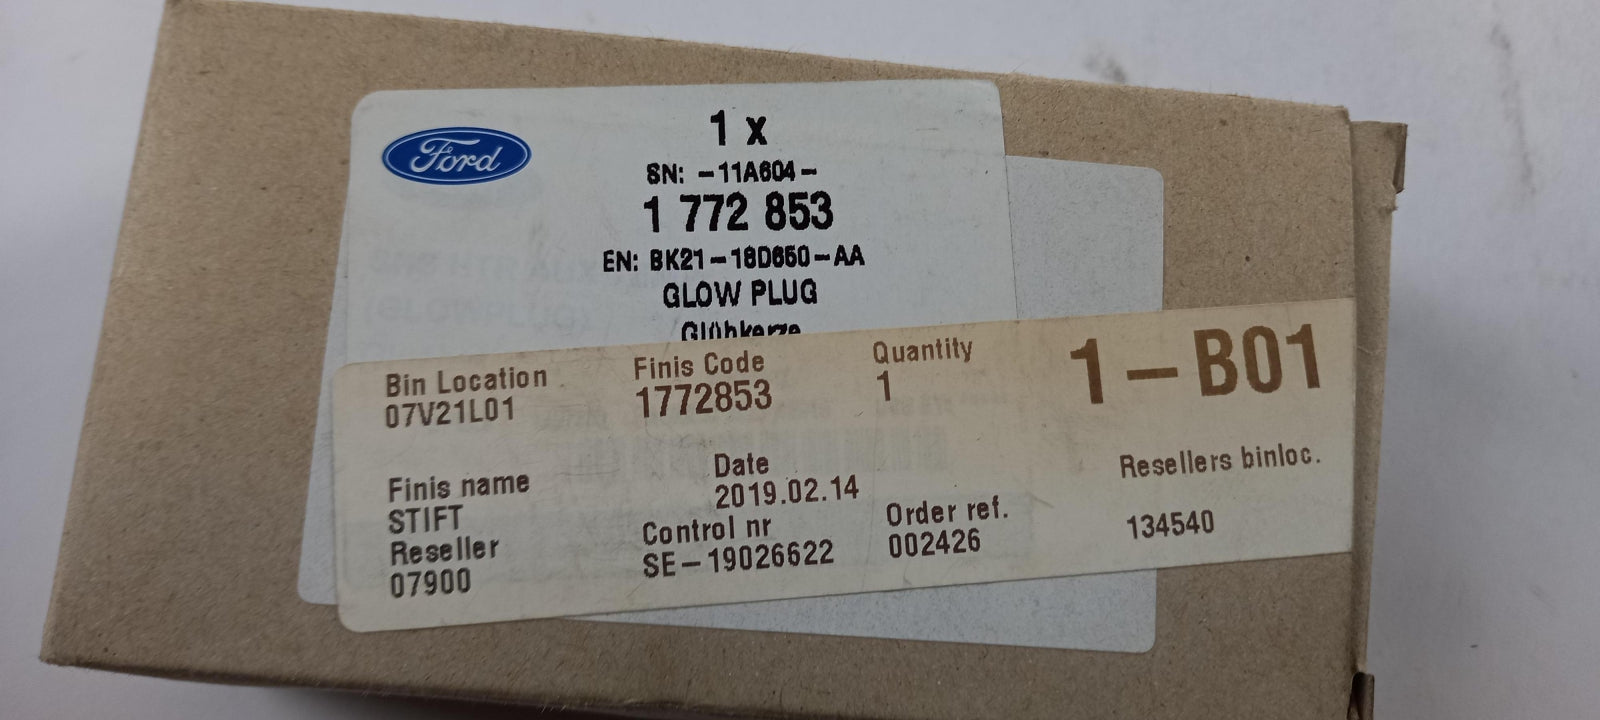 Ford
1 x
SN: -11A604-
1 772 853
EN: BK21-18D650-AA
GLOW PLUG
Glühkerze
Bin Location
07V21L01
Finis Code
1772853
Quantity
1
1-B01
Finis name
STIFT
Date
2019.02.14
Reseller
07900
Control nr
SE-19026622
Order ref.
002426
Resellers binloc.
134540